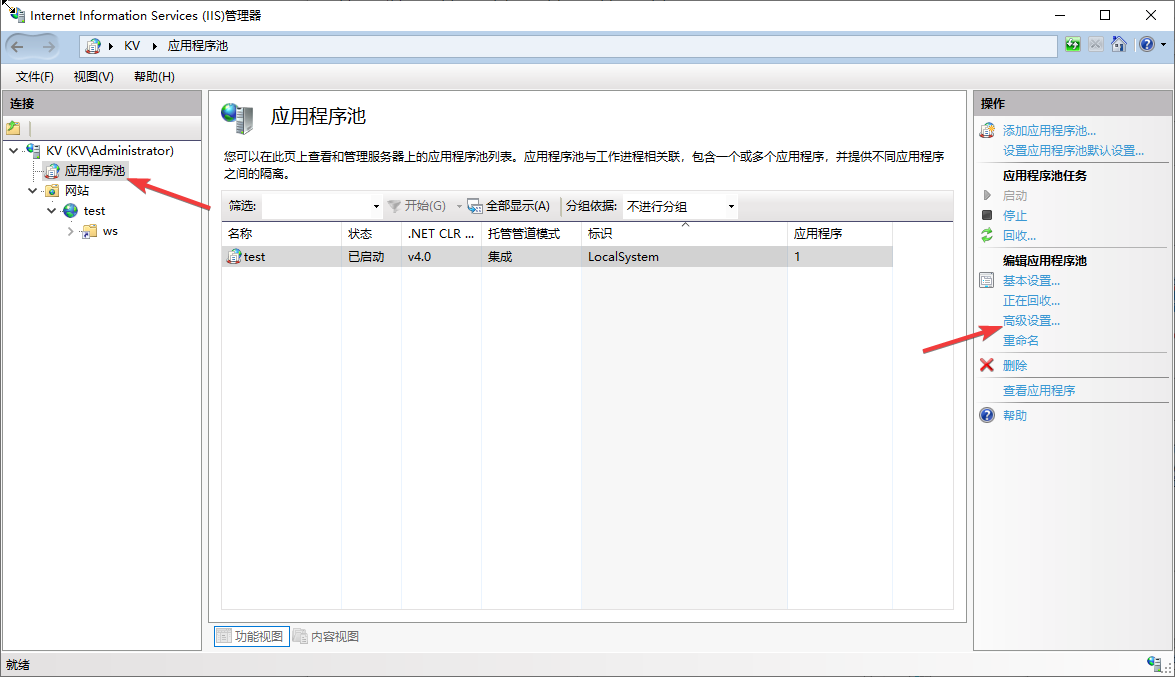 Internet Information Services (IIS)管理器
KV
应用程序池
文件(F)
视图(V)
帮助(H)
连接
KV (KV\Administrator)
应用程序池
网站
test
ws
应用程序池
您可以在此页上查看和管理服务器上的应用程序池列表。应用程序池与工作进程相关联，包含一个或多个应用程序，并提供不同应用程序
之间的隔离。
筛选: 开始(G) 全部显示(A) 分组依据: 不进行分组
名称 状态 .NET CLR ... 托管管道模式 标识 应用程序
test 已启动 v4.0 集成 LocalSystem 1
功能视图 内容视图
操作
添加应用程序池...
设置应用程序池默认设置...
应用程序池任务
启动
停止
回收...
编辑应用程序池
基本设置...
正在回收...
高级设置...
重命名
删除
查看应用程序
帮助
就绪